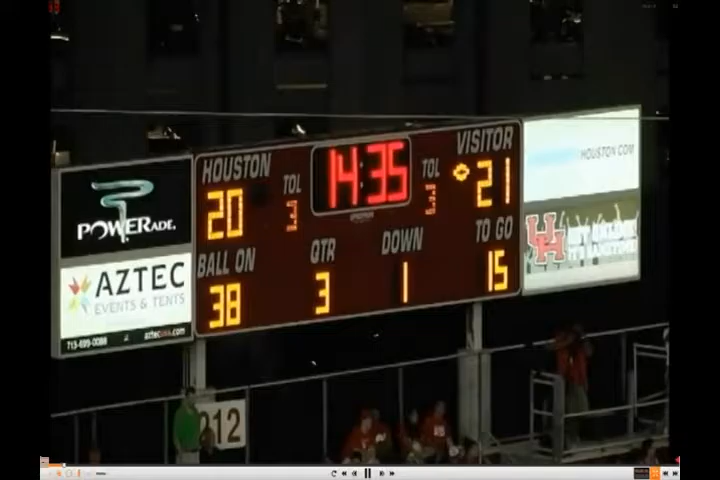 HOUSTON
20
TOL
3
14:35
TOL
3
VISITOR
21
BALL ON
38
QTR
3
DOWN
1
TO GO
15
POWERADE
AZTEC
EVENTS & TENTS
HOUSTON.COM
UH
212